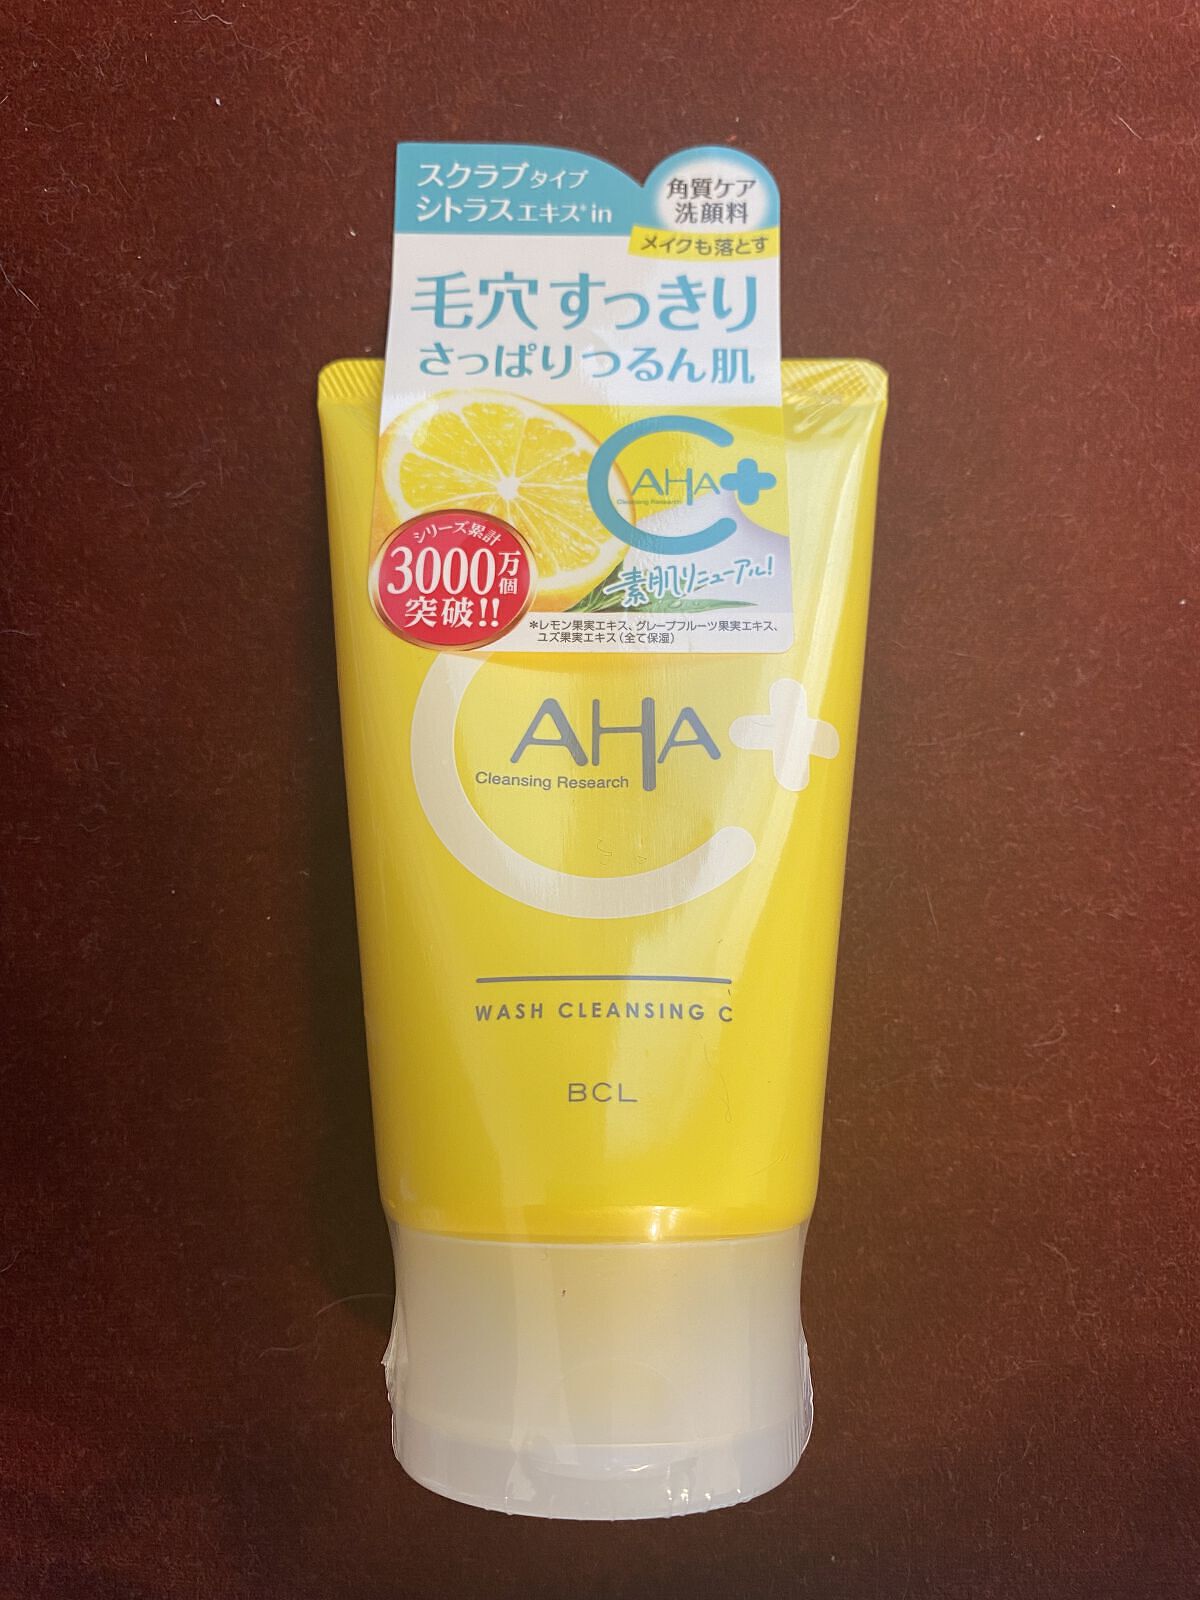 スクラブタイプ
シトラスエキス*in
角質ケア
洗顔料
メイクも落とす
毛穴すっきり
さっぱりつるん肌
C AHA+
Cleansing Research
素肌リニューアル!
シリーズ累計
3000万個
突破!!
*レモン果実エキス、グレープフルーツ果実エキス、
ユズ果実エキス(全て保湿)
C AHA+
Cleansing Research
WASH CLEANSING C
BCL